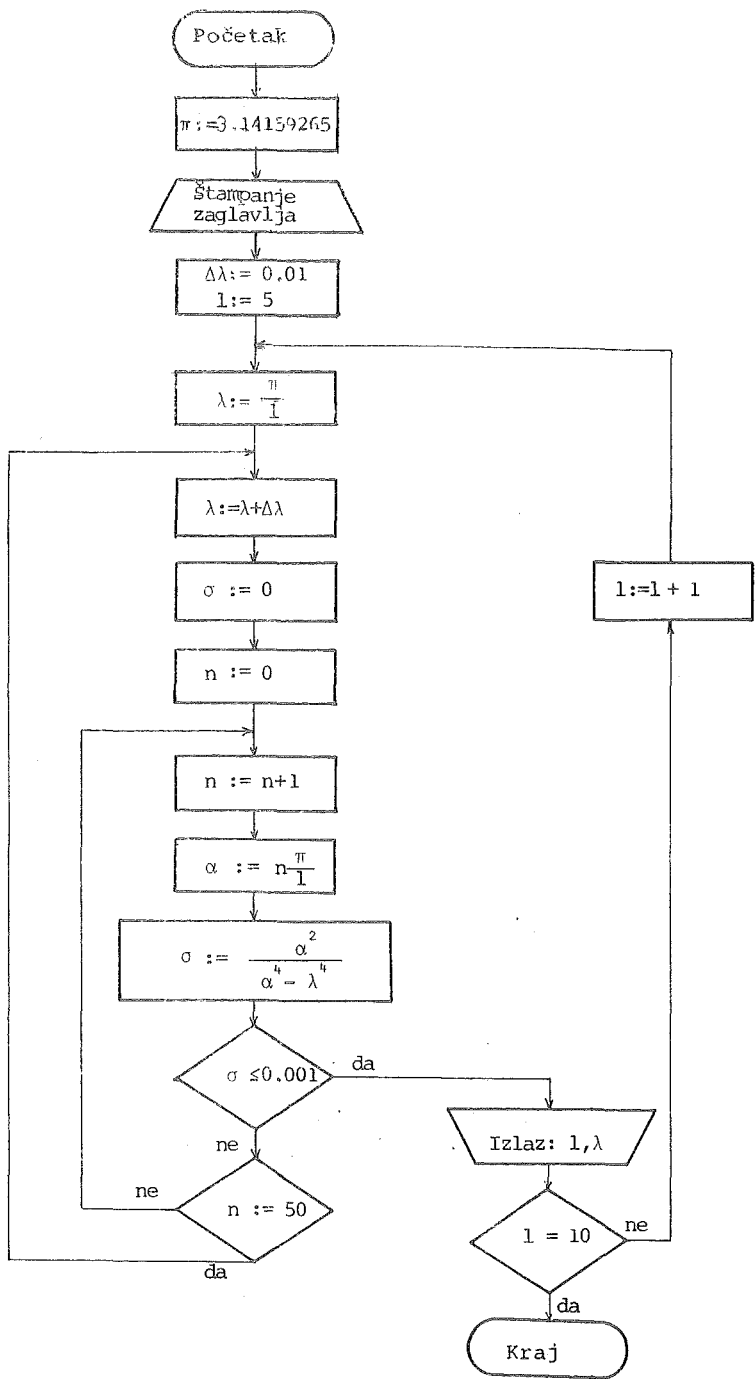 Početak
π:=3.14159265
Štampanje
zaglavlja
Δλ:= 0.01
l:= 5
λ:= π/l
λ:=λ+Δλ
σ := 0
l:=l + 1
n := 0
n := n+1
α := n π/l
σ := α²/(α⁴ - λ⁴)
σ ≤0.001
da
ne
Izlaz: l,λ
n := 50
ne
da
l = 10
ne
da
Kraj